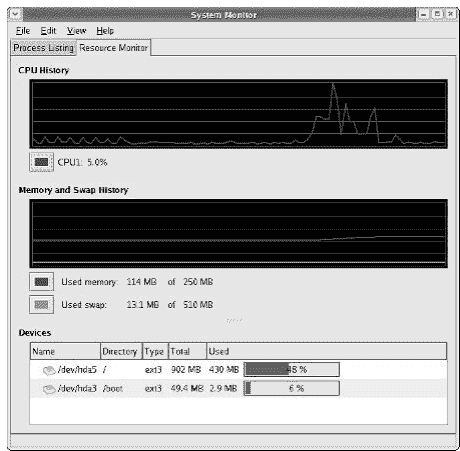 System Monitor
File Edit View Help
Process Listing Resource Monitor
CPU History
CPU1: 5.0%
Memory and Swap History
Used memory: 114 MB of 250 MB
Used swap: 13.1 MB of 510 MB
Devices
Name Directory Type Total Used
/dev/hda5 / ext3 902 MB 430 MB 48 %
/dev/hda3 /boot ext3 49.4 MB 2.9 MB 6 %